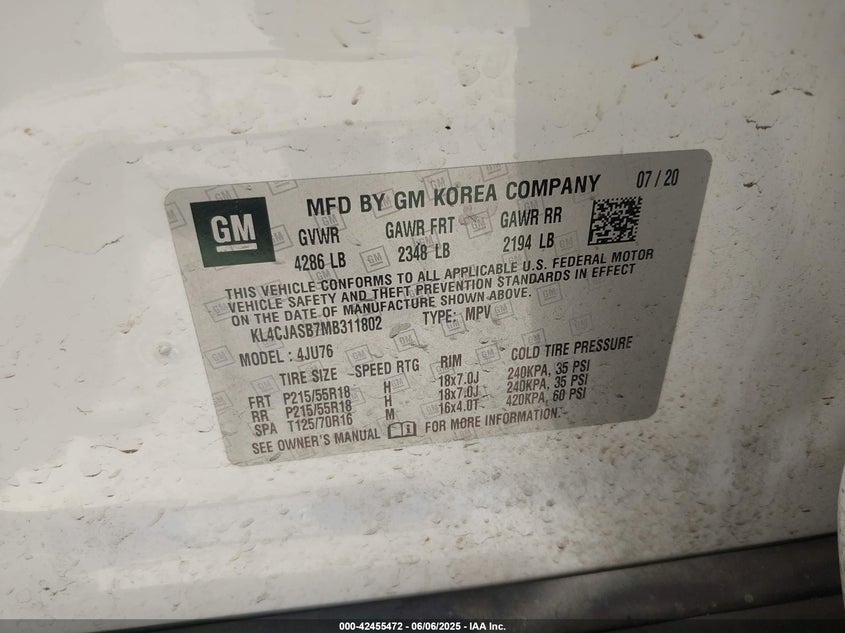 GM
MFD BY GM KOREA COMPANY 07 / 20
GVWR GAWR FRT GAWR RR
4286 LB 2348 LB 2194 LB
THIS VEHICLE CONFORMS TO ALL APPLICABLE U.S. FEDERAL MOTOR
VEHICLE SAFETY AND THEFT PREVENTION STANDARDS IN EFFECT
ON THE DATE OF MANUFACTURE SHOWN ABOVE.
KL4CJASB7MB311802 TYPE: MPV
MODEL : 4JU76
TIRE SIZE SPEED RTG RIM COLD TIRE PRESSURE
FRT P215/55R18 H 18x7.0J 240KPA, 35 PSI
RR P215/55R18 H 18x7.0J 240KPA, 35 PSI
SPA T125/70R16 M 16x4.0T 420KPA, 60 PSI
SEE OWNER'S MANUAL FOR MORE INFORMATION.
000-42455472 - 06/06/2025 - IAA Inc.